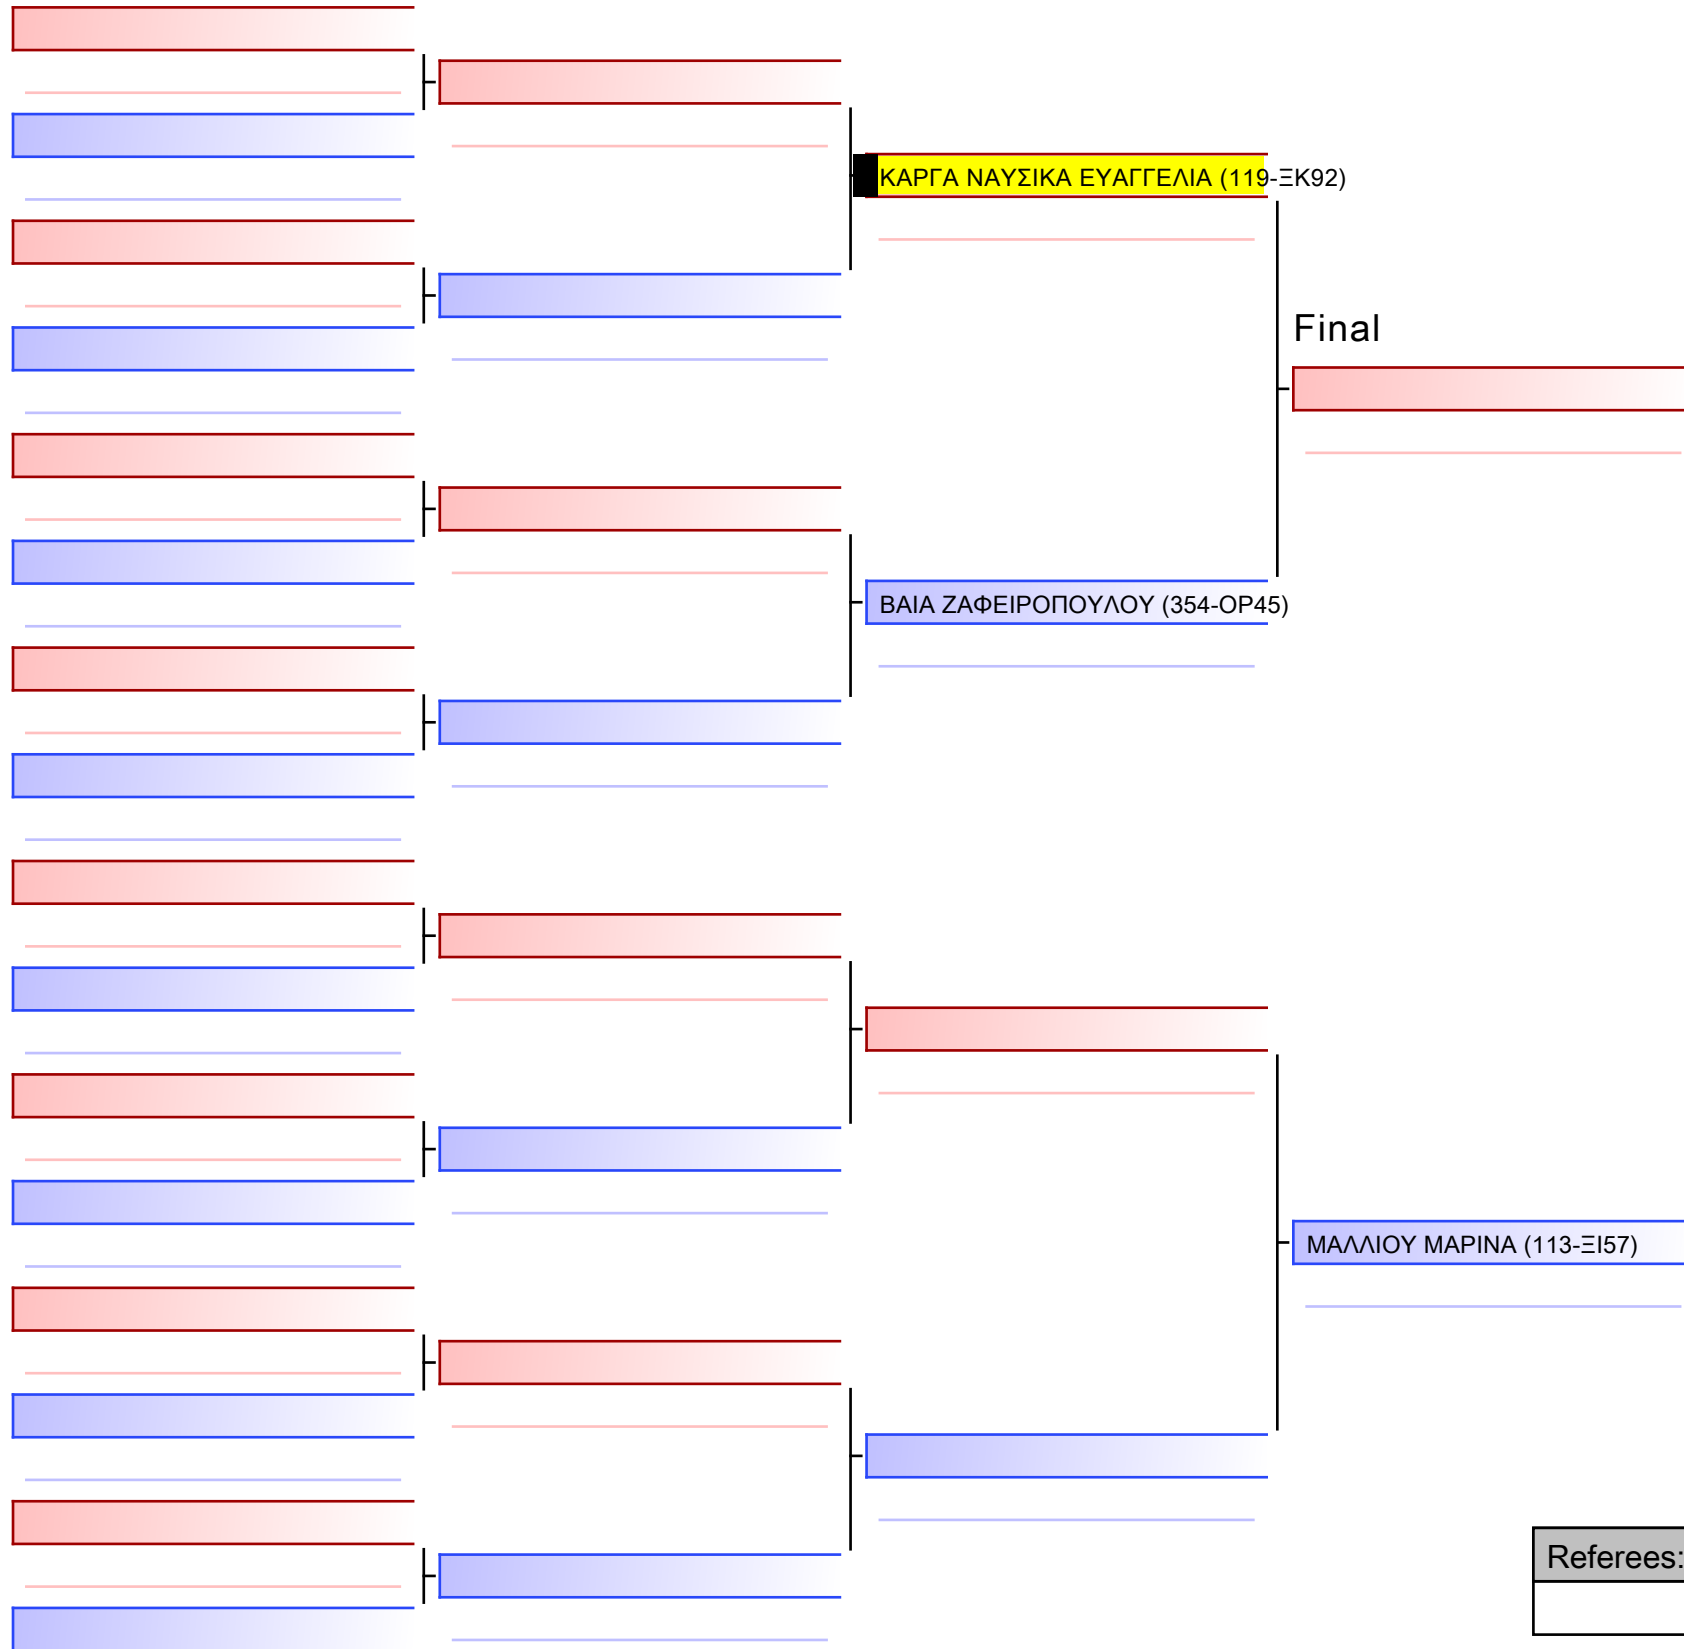 ΚΑΡΓΑ ΝΑΥΣΙΚΑ ΕΥΑΓΓΕΛΙΑ (119-ΞΚ92)
Final
ΒΑΙΑ ΖΑΦΕΙΡΟΠΟΥΛΟΥ (354-ΟΡ45)
ΜΑΛΛΙΟΥ ΜΑΡΙΝΑ (113-ΞΙ57)
Referees: